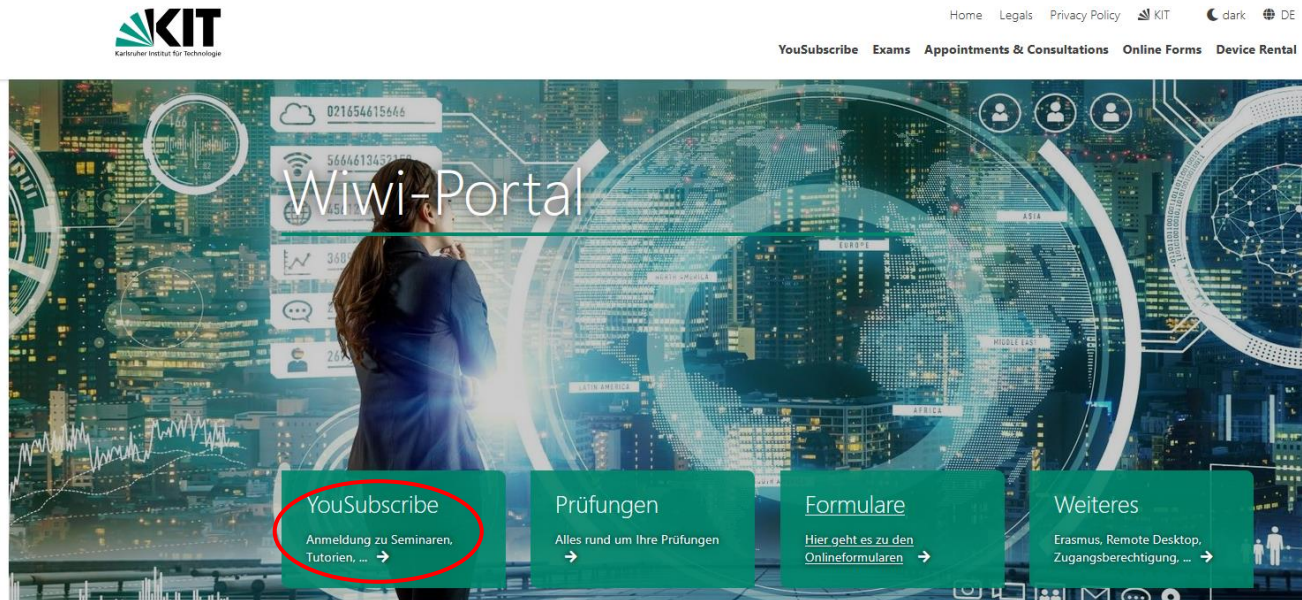 KIT
Karlsruher Institut für Technologie
Home Legals Privacy Policy KIT dark DE
YouSubscribe Exams Appointments & Consultations Online Forms Device Rental
021654615646
5664613452150
Wiwi-Portal
ASIA
EUROPE
NORTH AMERICA
MIDDLE EAST
LATIN AMERICA
AFRICA
YouSubscribe
Anmeldung zu Seminaren,
Tutorien, ... →
Prüfungen
Alles rund um Ihre Prüfungen
→
Formulare
Hier geht es zu den
Onlineformularen →
Weiteres
Erasmus, Remote Desktop,
Zugangsberechtigung, ... →